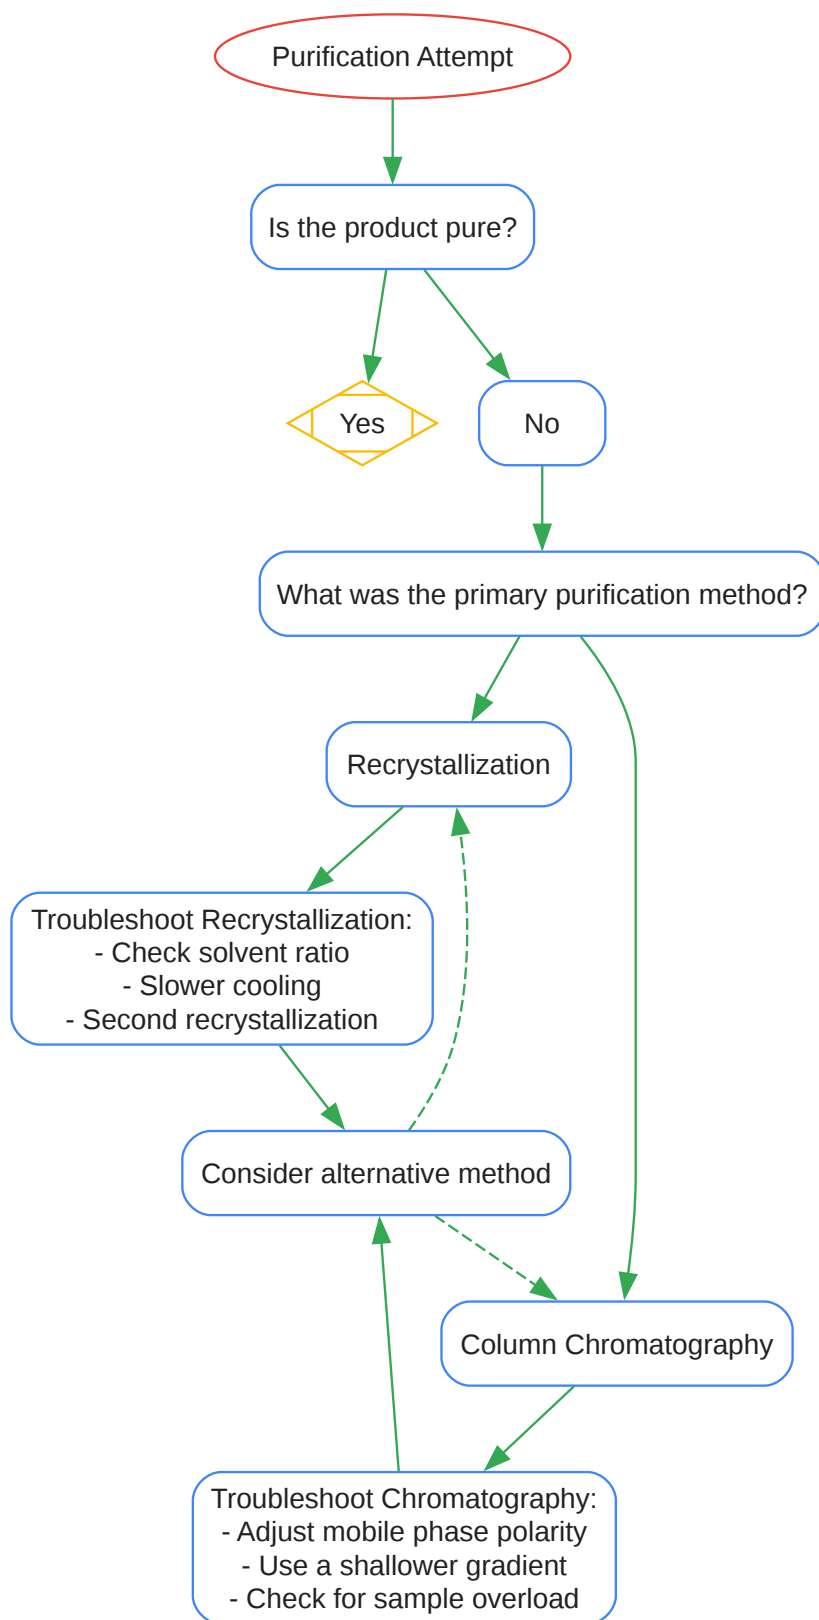 Purification Attempt
Is the product pure?
Yes
No
What was the primary purification method?
Recrystallization
Troubleshoot Recrystallization:
- Check solvent ratio
- Slower cooling
- Second recrystallization
Consider alternative method
Column Chromatography
Troubleshoot Chromatography:
- Adjust mobile phase polarity
- Use a shallower gradient
- Check for sample overload